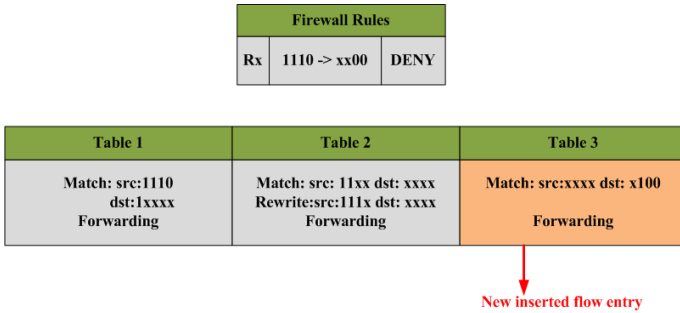 Firewall Rules
Rx 1110 -> xx00 DENY
Table 1 Table 2 Table 3
Match: src:1110
dst:1xxxx
Forwarding
Match: src: 11xx dst: xxxx
Rewrite:src:111x dst: xxxx
Forwarding
Match: src:xxxx dst: x100
Forwarding
New inserted flow entry